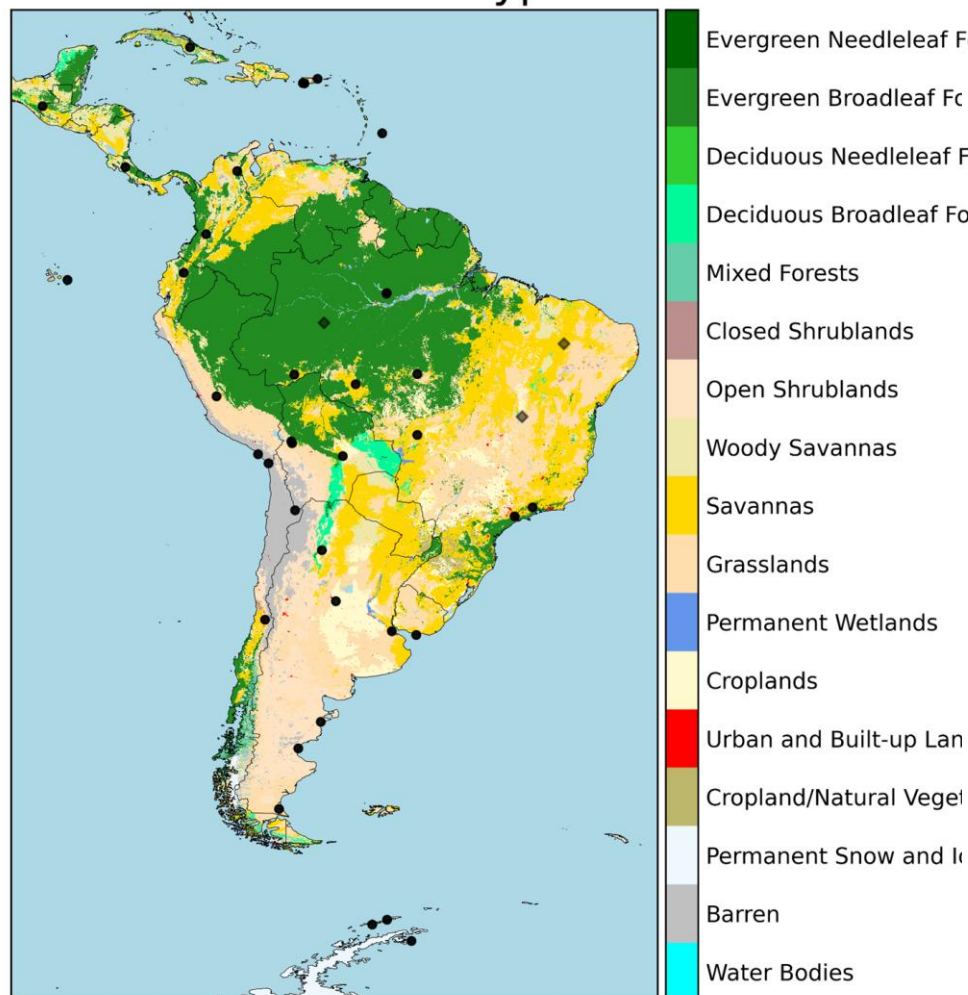 yp
Evergreen Needleleaf F
Evergreen Broadleaf Fo
Deciduous Needleleaf F
Deciduous Broadleaf Fo
Mixed Forests
Closed Shrublands
Open Shrublands
Woody Savannas
Savannas
Grasslands
Permanent Wetlands
Croplands
Urban and Built-up Lan
Cropland/Natural Veget
Permanent Snow and Ic
Barren
Water Bodies